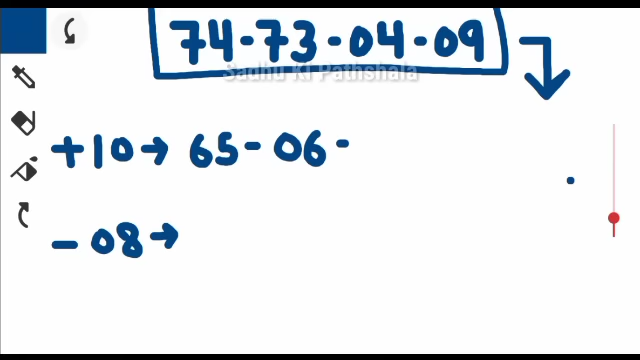 74-73-04-09
Sadhu Ki Pathshala
+10→ 65-06-
-08→